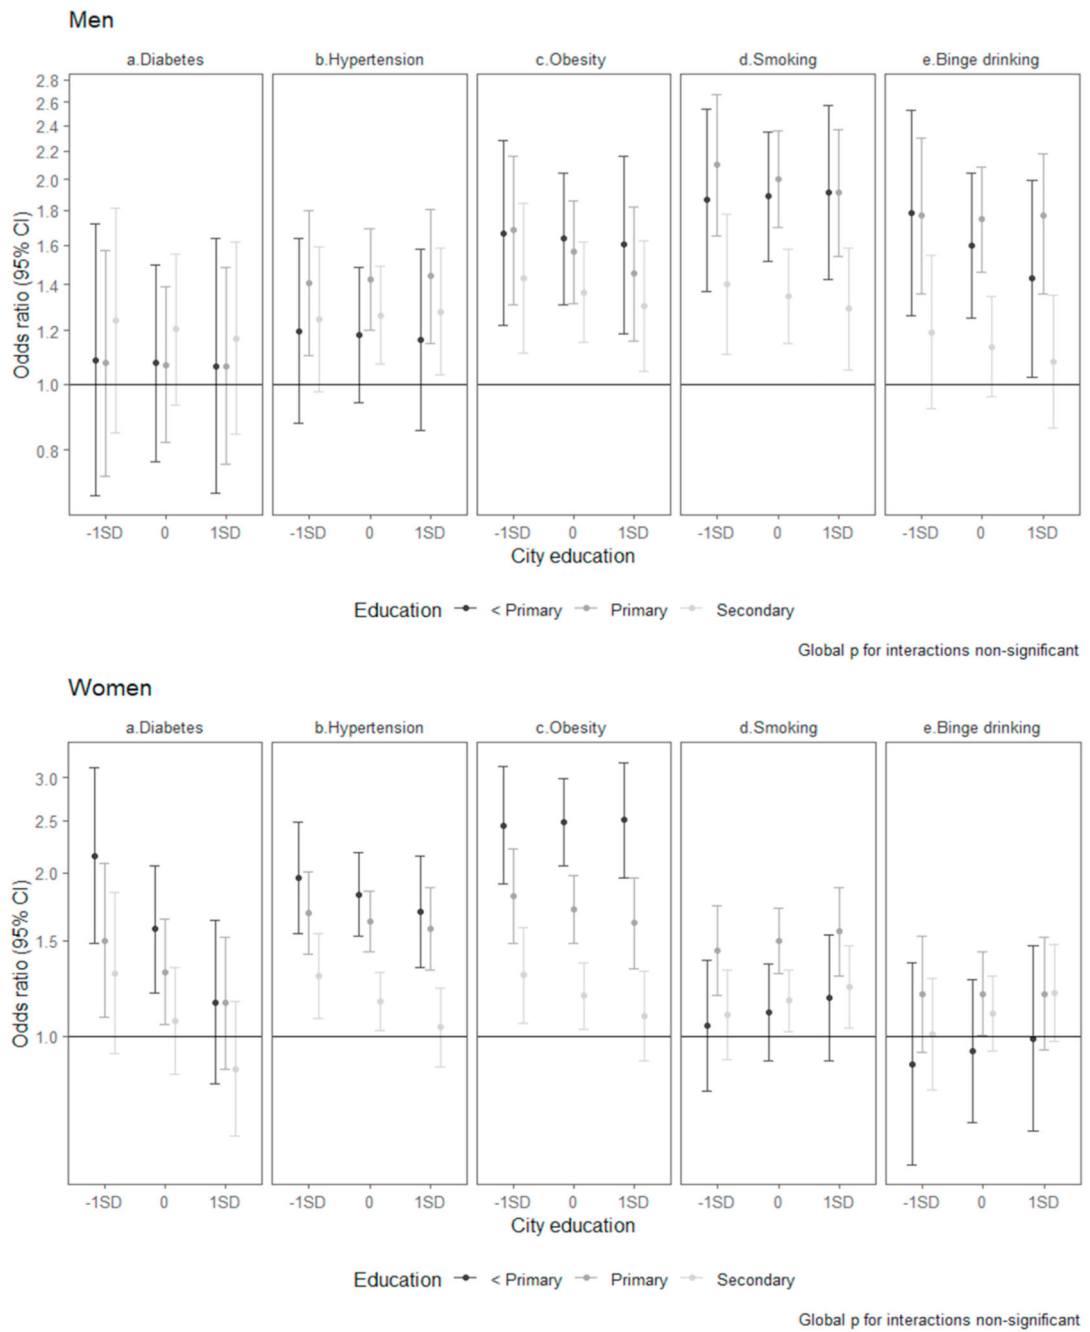 Men
a.Diabetes b.Hypertension c.Obesity d.Smoking e.Binge drinking
Odds ratio (95% CI)
2.8
2.6
2.4
2.2
2.0
1.8
1.6
1.4
1.2
1.0
0.8
-1SD 0 1SD -1SD 0 1SD -1SD 0 1SD -1SD 0 1SD -1SD 0 1SD
City education
Education < Primary Primary Secondary
Global p for interactions non-significant
Women
a.Diabetes b.Hypertension c.Obesity d.Smoking e.Binge drinking
Odds ratio (95% CI)
3.0
2.5
2.0
1.5
1.0
-1SD 0 1SD -1SD 0 1SD -1SD 0 1SD -1SD 0 1SD -1SD 0 1SD
City education
Education < Primary Primary Secondary
Global p for interactions non-significant